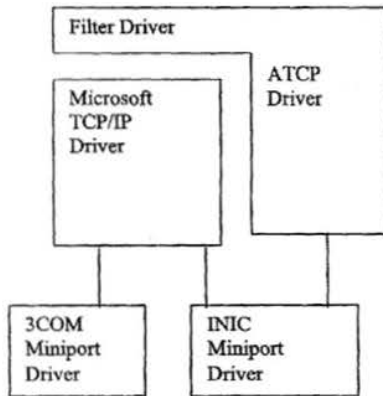 Filter Driver
ATCP
Driver
Microsoft
TCP/IP
Driver
3COM
Miniport
Driver
INIC
Miniport
Driver